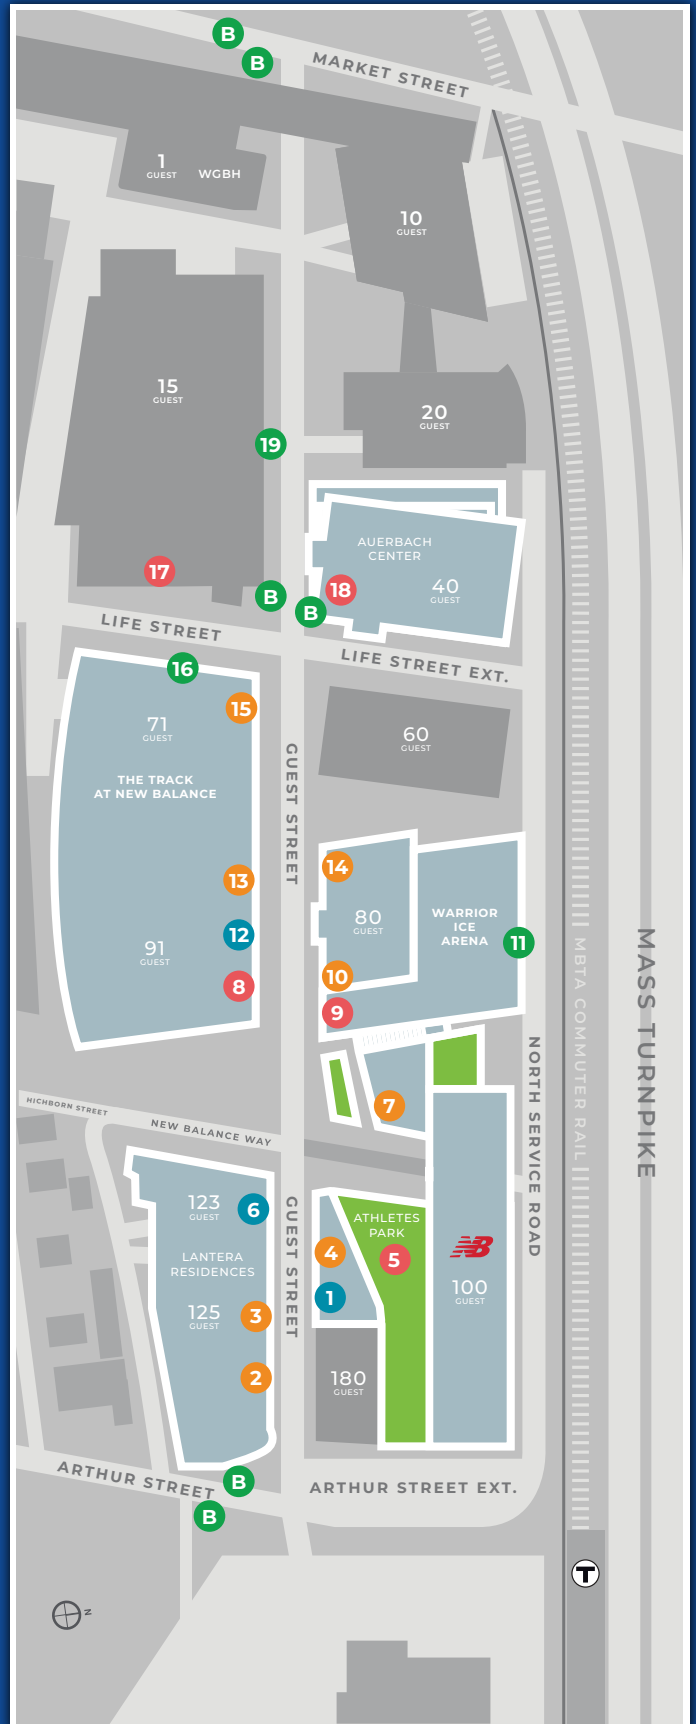 B
B
MARKET STREET
1
GUEST
WGBH
10
GUEST
15
GUEST
20
GUEST
19
AUERBACH
CENTER
17
18
40
GUEST
B
B
LIFE STREET
LIFE STREET EXT.
16
15
71
GUEST
60
GUEST
THE TRACK
AT NEW BALANCE
GUEST STREET
14
13
80
GUEST
WARRIOR
ICE
ARENA
12
11
91
GUEST
10
8
9
MBTA COMMUTER RAIL
MASS TURNPIKE
NORTH SERVICE ROAD
HICHBORN STREET
NEW BALANCE WAY
7
123
GUEST
6
GUEST STREET
ATHLETES
PARK
4
5
NB
LANTERA
RESIDENCES
1
100
GUEST
125
GUEST
3
2
180
GUEST
ARTHUR STREET
B
ARTHUR STREET EXT.
B
T
N